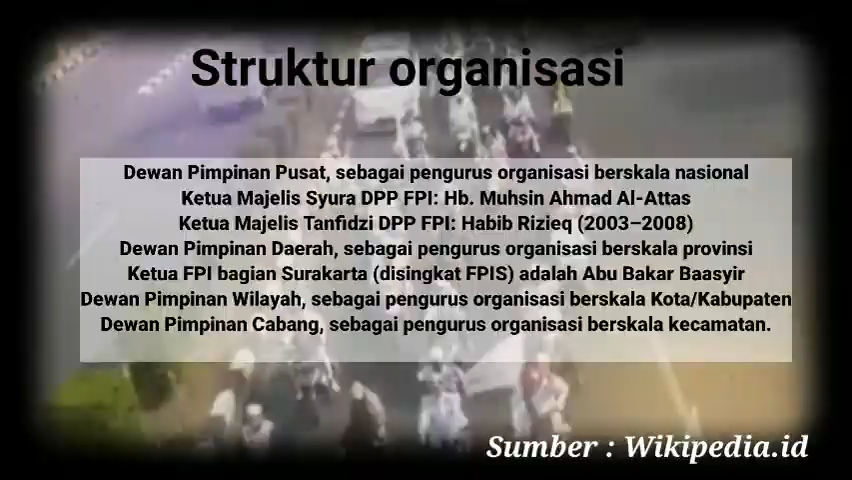 Struktur organisasi
Dewan Pimpinan Pusat, sebagai pengurus organisasi berskala nasional
Ketua Majelis Syura DPP FPI: Hb. Muhsin Ahmad Al-Attas
Ketua Majelis Tanfidzi DPP FPI: Habib Rizieq (2003–2008)
Dewan Pimpinan Daerah, sebagai pengurus organisasi berskala provinsi
Ketua FPI bagian Surakarta (disingkat FPIS) adalah Abu Bakar Baasyir
Dewan Pimpinan Wilayah, sebagai pengurus organisasi berskala Kota/Kabupaten
Dewan Pimpinan Cabang, sebagai pengurus organisasi berskala kecamatan.
Sumber : Wikipedia.id